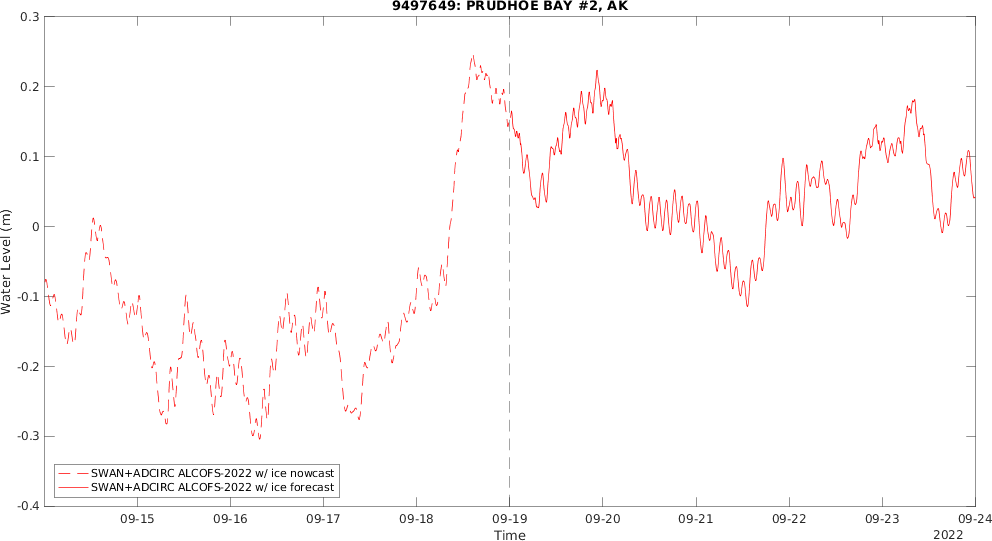 9497649: PRUDHOE BAY #2, AK
Water Level (m)
0.3
0.2
0.1
0
-0.1
-0.2
-0.3
-0.4
SWAN+ADCIRC ALCOFS-2022 w/ ice nowcast
SWAN+ADCIRC ALCOFS-2022 w/ ice forecast
09-15 09-16 09-17 09-18 09-19 09-20 09-21 09-22 09-23 09-24
Time
2022